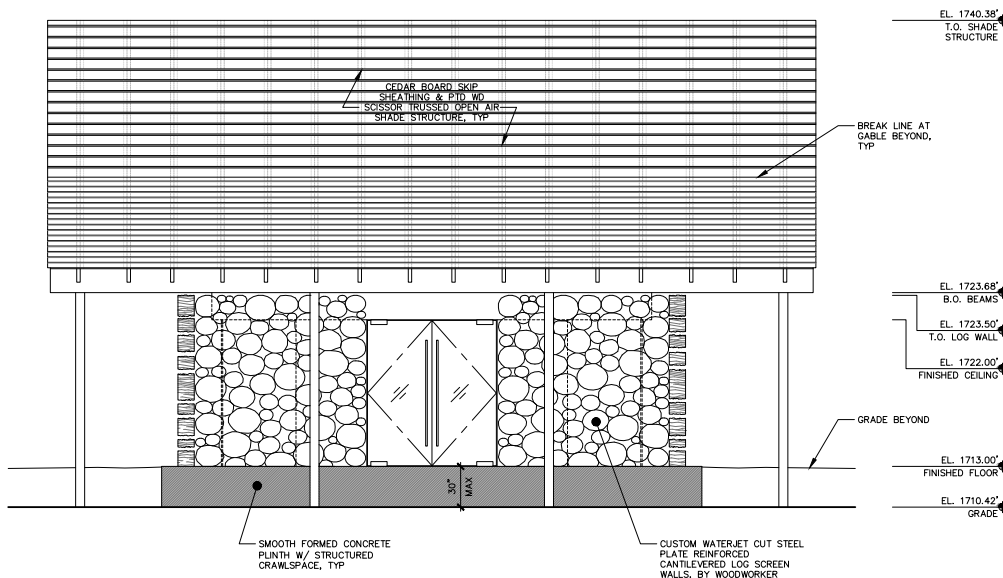 EL. 1740.38'
T.O. SHADE
STRUCTURE
CEDAR BOARD SKIP
SHEATHING & PTD WD
SCISSOR TRUSSED OPEN AIR
SHADE STRUCTURE, TYP
BREAK LINE AT
GABLE BEYOND,
TYP
EL. 1723.68'
B.O. BEAMS
EL. 1723.50'
T.O. LOG WALL
EL. 1722.00'
FINISHED CEILING
GRADE BEYOND
EL. 1713.00'
FINISHED FLOOR
30"
MAX
EL. 1710.42'
GRADE
SMOOTH FORMED CONCRETE
PLINTH W/ STRUCTURED
CRAWLSPACE, TYP
CUSTOM WATERJET CUT STEEL
PLATE REINFORCED
CANTILEVERED LOG SCREEN
WALLS, BY WOODWORKER